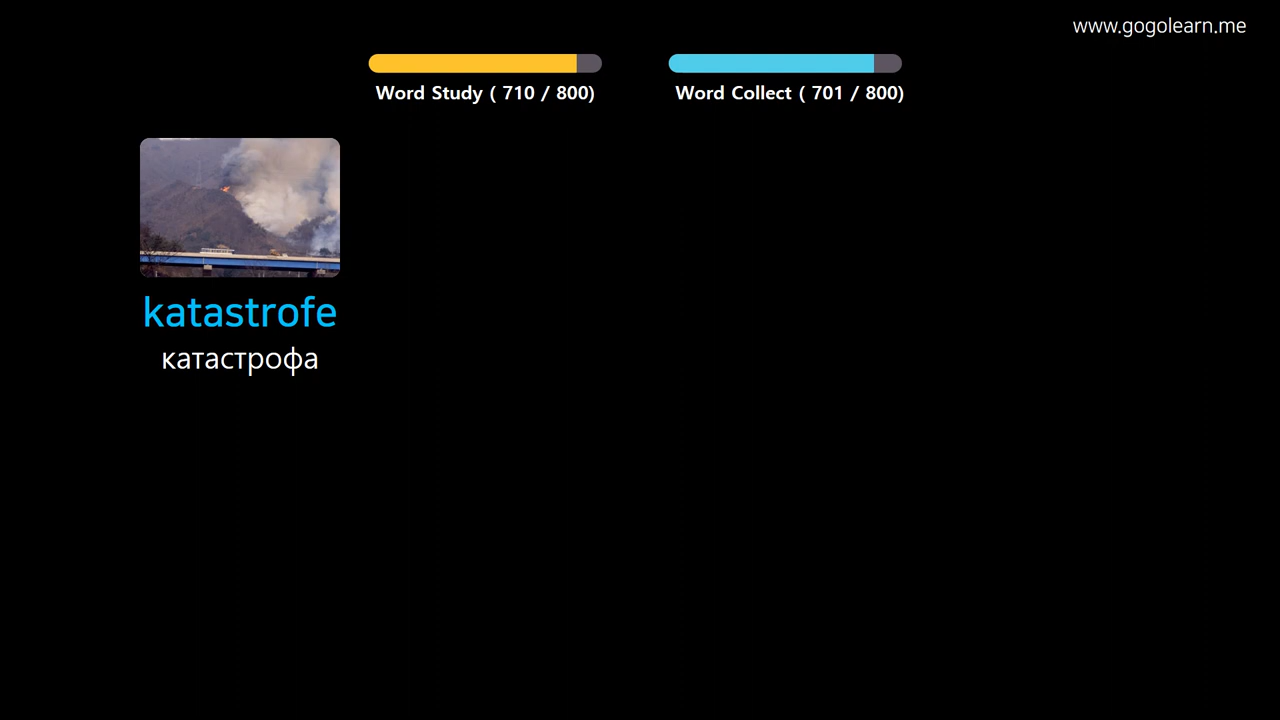 www.gogolearn.me
Word Study ( 710 / 800)
Word Collect ( 701 / 800)
katastrofe
катастрофа